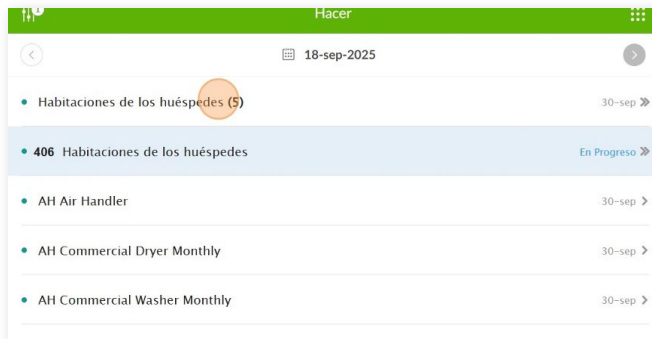 1
Hacer
18-sep-2025
Habitaciones de los huéspedes (5) 30-sep
406 Habitaciones de los huéspedes En Progreso
AH Air Handler 30-sep
AH Commercial Dryer Monthly 30-sep
AH Commercial Washer Monthly 30-sep